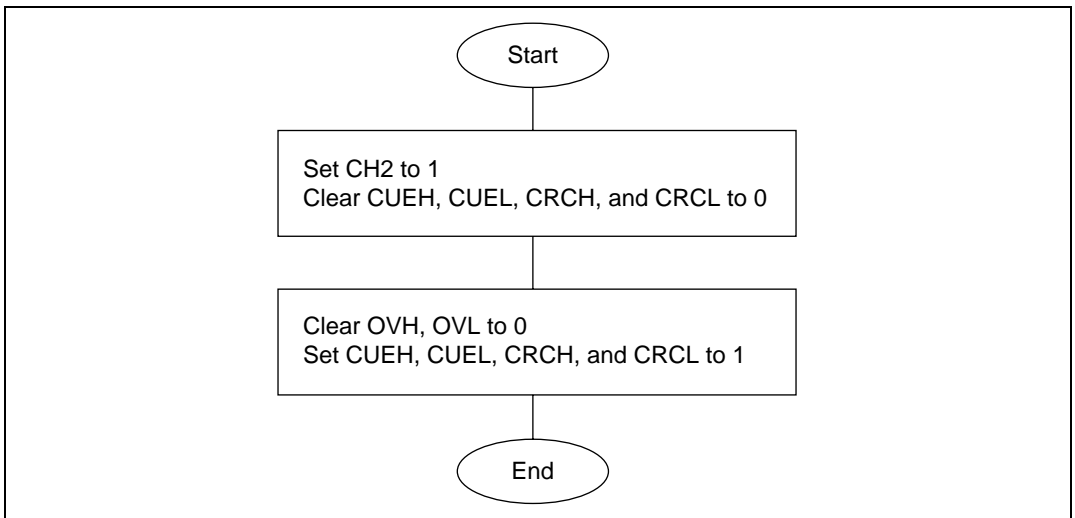 Start
Set CH2 to 1
Clear CUEH, CUEL, CRCH, and CRCL to 0
Clear OVH, OVL to 0
Set CUEH, CUEL, CRCH, and CRCL to 1
End